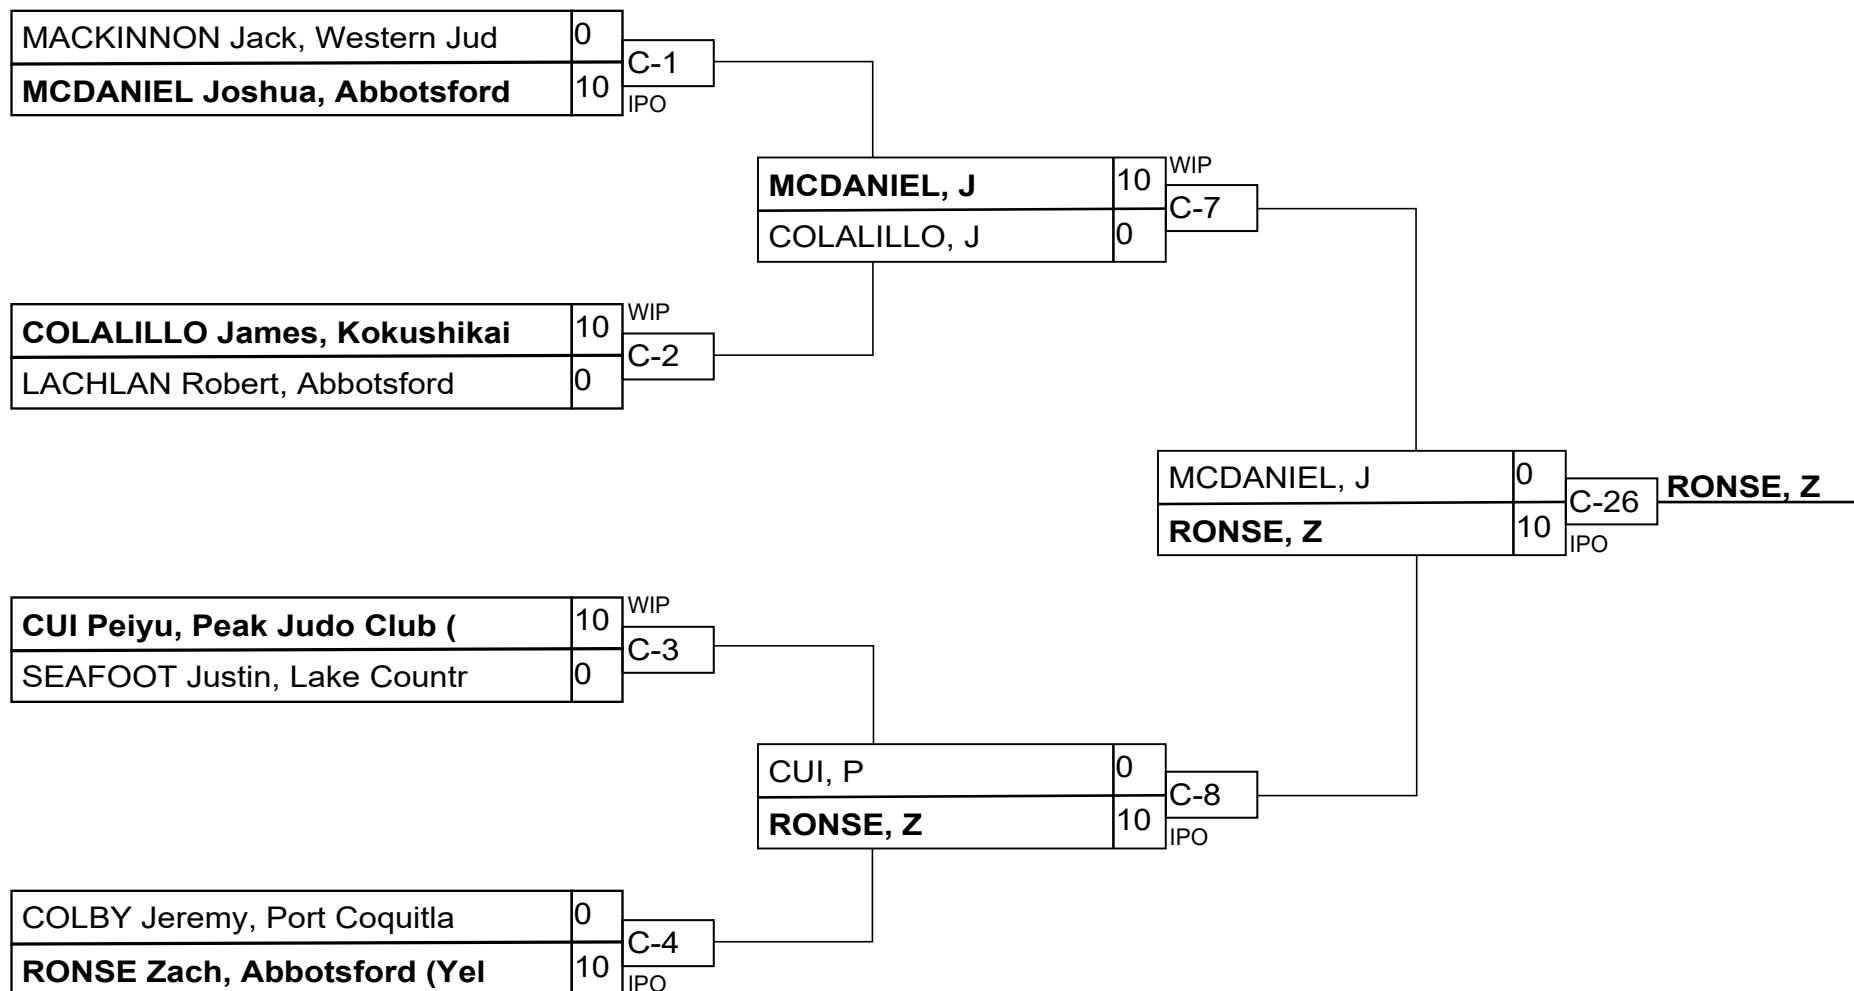 MACKINNON Jack, Western Jud 0
C-1
MCDANIEL Joshua, Abbotsford 10
IPO
MCDANIEL, J 10 WIP
C-7
COLALILLO, J 0
COLALILLO James, Kokushikai 10 WIP
C-2
LACHLAN Robert, Abbotsford 0
MCDANIEL, J 0
C-26 RONSE, Z
RONSE, Z 10
IPO
CUI Peiyu, Peak Judo Club ( 10 WIP
C-3
SEAFOOT Justin, Lake Countr 0
CUI, P 0
C-8
RONSE, Z 10
IPO
COLBY Jeremy, Port Coquitla 0
C-4
RONSE Zach, Abbotsford (Yel 10
IPO